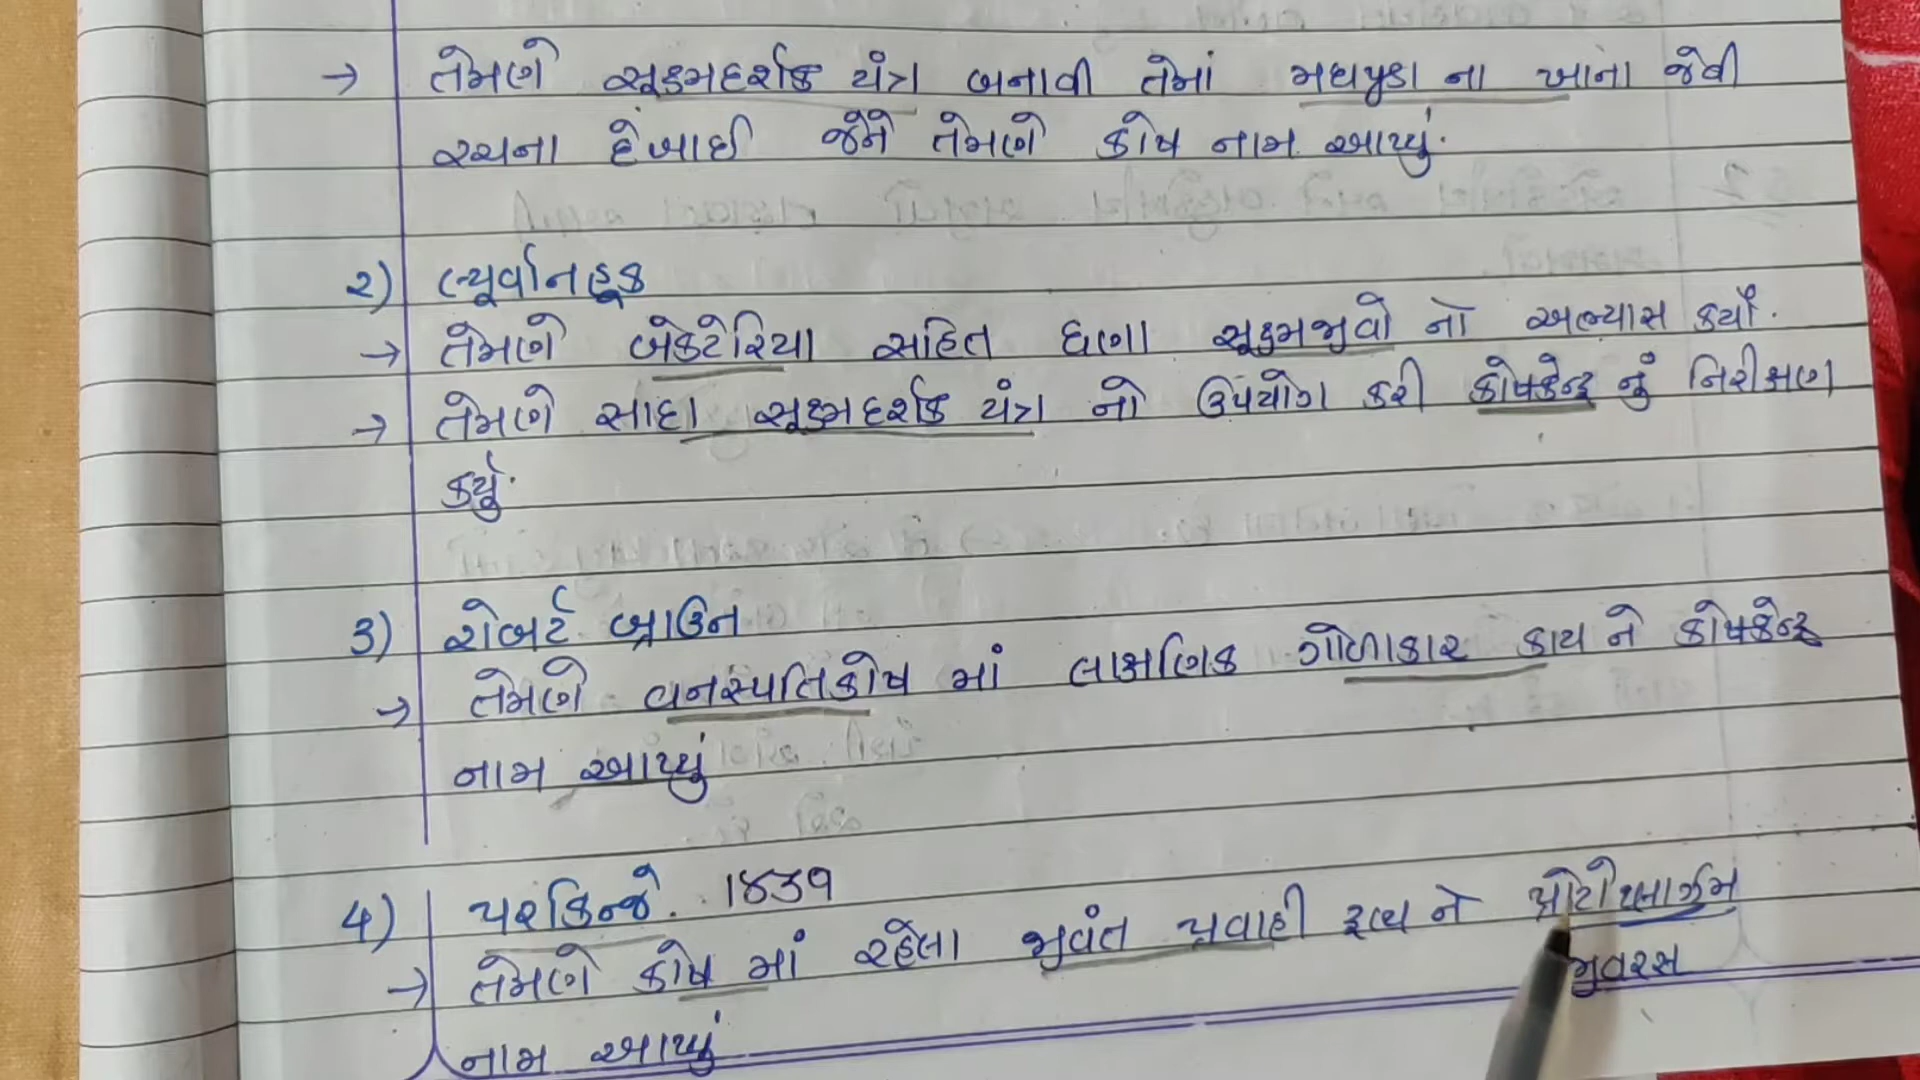 → તેમણે સૂક્ષ્મદર્શક યંત્ર બનાવી તેમાં મધપુડા ના ખાના જેવી
રચના દેખાઈ જેને તેમણે કોષ નામ આપ્યું.
૨) લ્યુવાનહૂક
→ તેમણે બેક્ટેરિયા સહિત ઘણા સૂક્ષ્મજીવો નો અભ્યાસ કર્યો.
→ તેમણે સાદા સૂક્ષ્મદર્શક યંત્ર નો ઉપયોગ કરી કોષકેન્દ્ર નું નિરીક્ષણ
કર્યું.
3) રોબર્ટ બ્રાઉન
→ તેમણે વનસ્પતિકોષ માં લાક્ષણિક ગોળાકાર કાય ને કોષકેન્દ્ર
નામ આપ્યું
4) પરકિન્જે. 1839
→ તેમણે કોષ માં રહેલા જીવંત પ્રવાહી દ્રવ્ય ને પ્રોટોપ્લાઝમ
જીવરસ
નામ આપ્યું